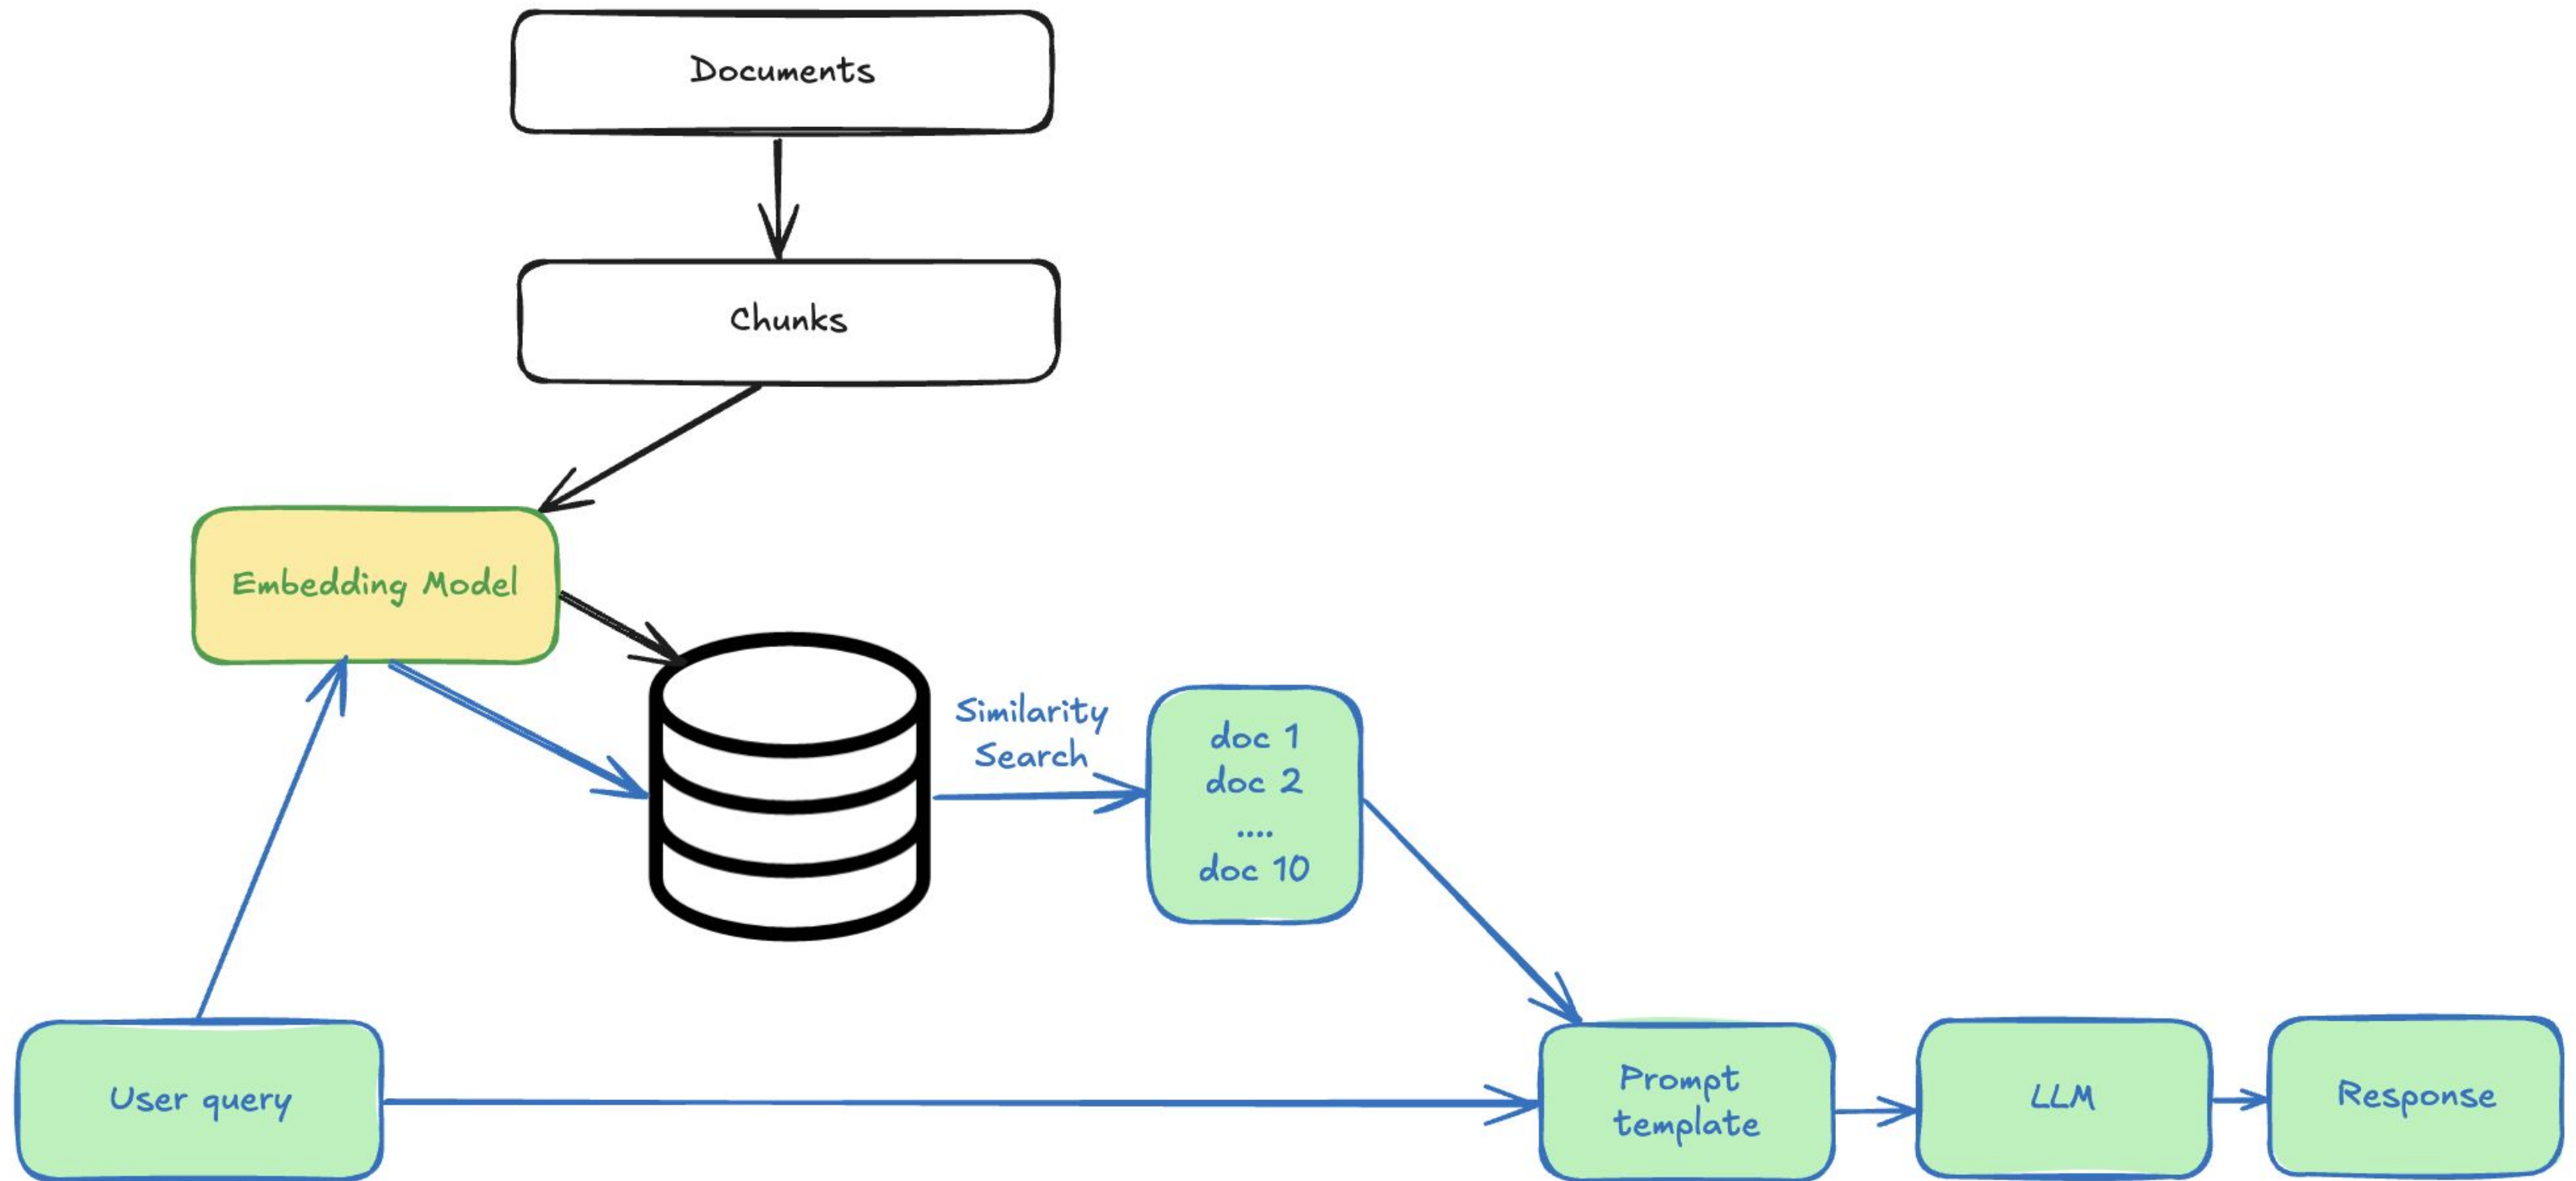 Documents
Chunks
Embedding Model
Similarity
Search
doc 1
doc 2
....
doc 10
User query
Prompt
template
LLM
Response